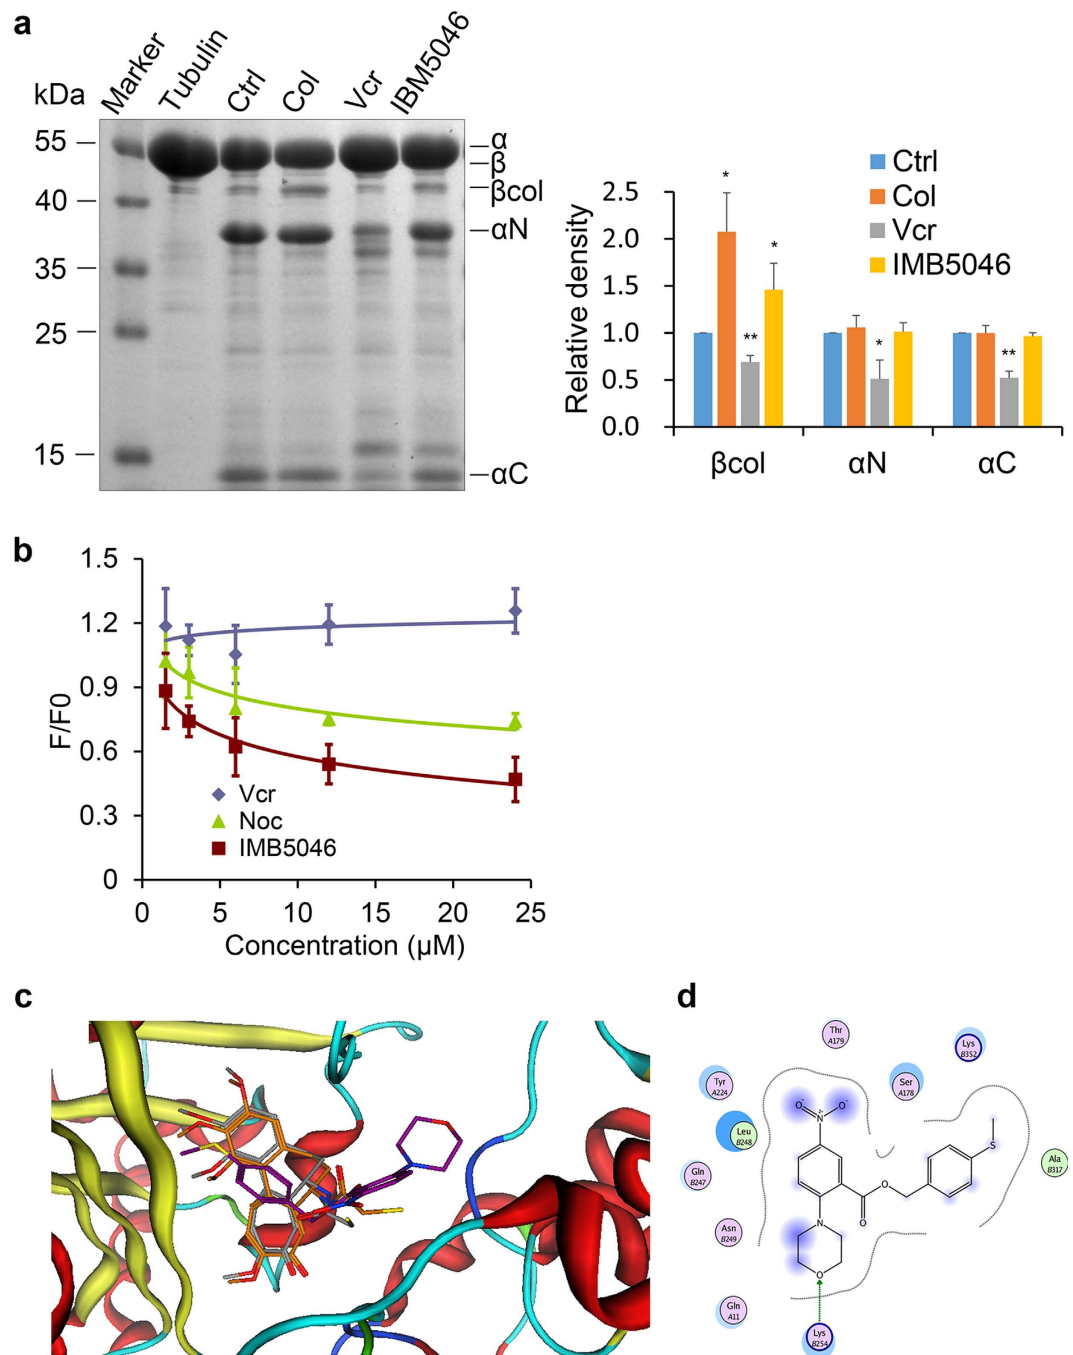 a
Marker
Tubulin
Ctrl
Col
Vcr
IBM5046
kDa
55
40
35
25
15
α
β
βcol
αN
αC
Ctrl
Col
Vcr
IMB5046
Relative density
2.5
2.0
1.5
1.0
0.5
0.0
*
**
*
*
**
βcol
αN
αC
b
F/F0
1.5
1.2
0.9
0.6
0.3
0
Vcr
Noc
IMB5046
0 5 10 15 20 25
Concentration (μM)
c
d
Thr
A179
Lys
B352
Tyr
A224
Ser
A178
Leu
B248
Ala
B317
Gln
B247
Asn
B249
Gln
A11
Lys
B254
O⁻
N²⁺
O⁻
S
O
O
N
O